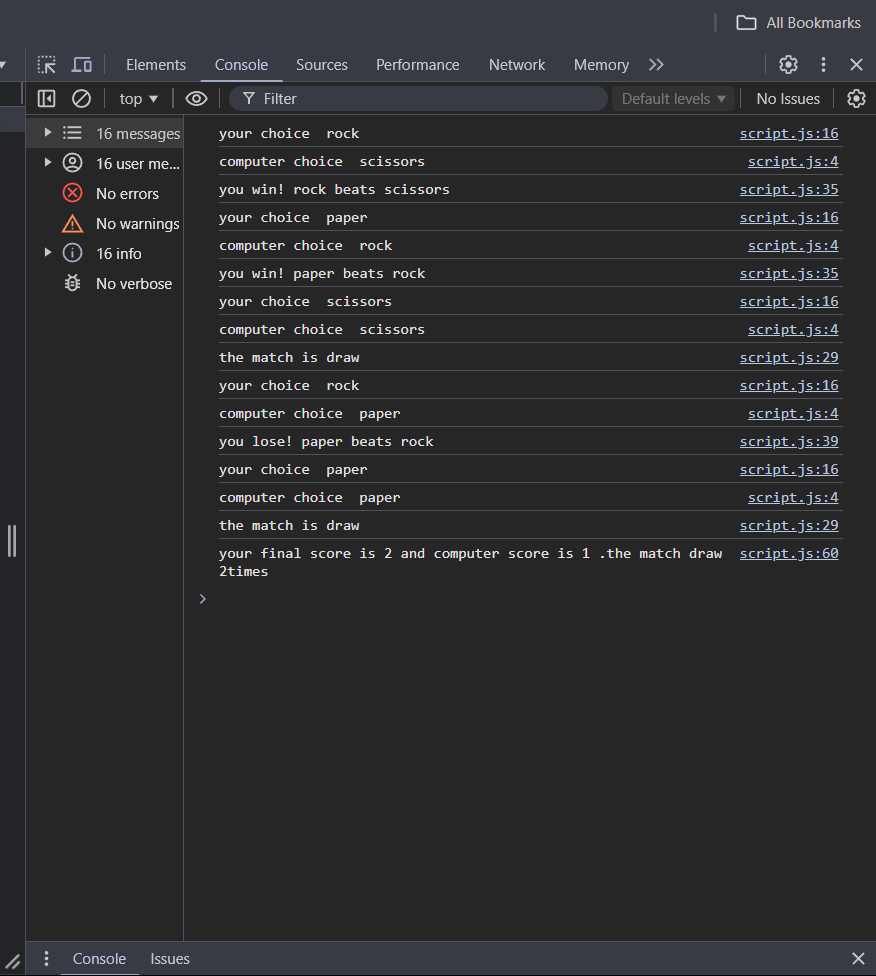 All Bookmarks
Elements Console Sources Performance Network Memory
top Filter Default levels No Issues
16 messages
16 user me...
No errors
No warnings
16 info
No verbose
your choice  rock script.js:16
computer choice  scissors script.js:4
you win! rock beats scissors script.js:35
your choice  paper script.js:16
computer choice  rock script.js:4
you win! paper beats rock script.js:35
your choice  scissors script.js:16
computer choice  scissors script.js:4
the match is draw script.js:29
your choice  rock script.js:16
computer choice  paper script.js:4
you lose! paper beats rock script.js:39
your choice  paper script.js:16
computer choice  paper script.js:4
the match is draw script.js:29
your final score is 2 and computer score is 1 .the match draw script.js:60
2times
Console Issues